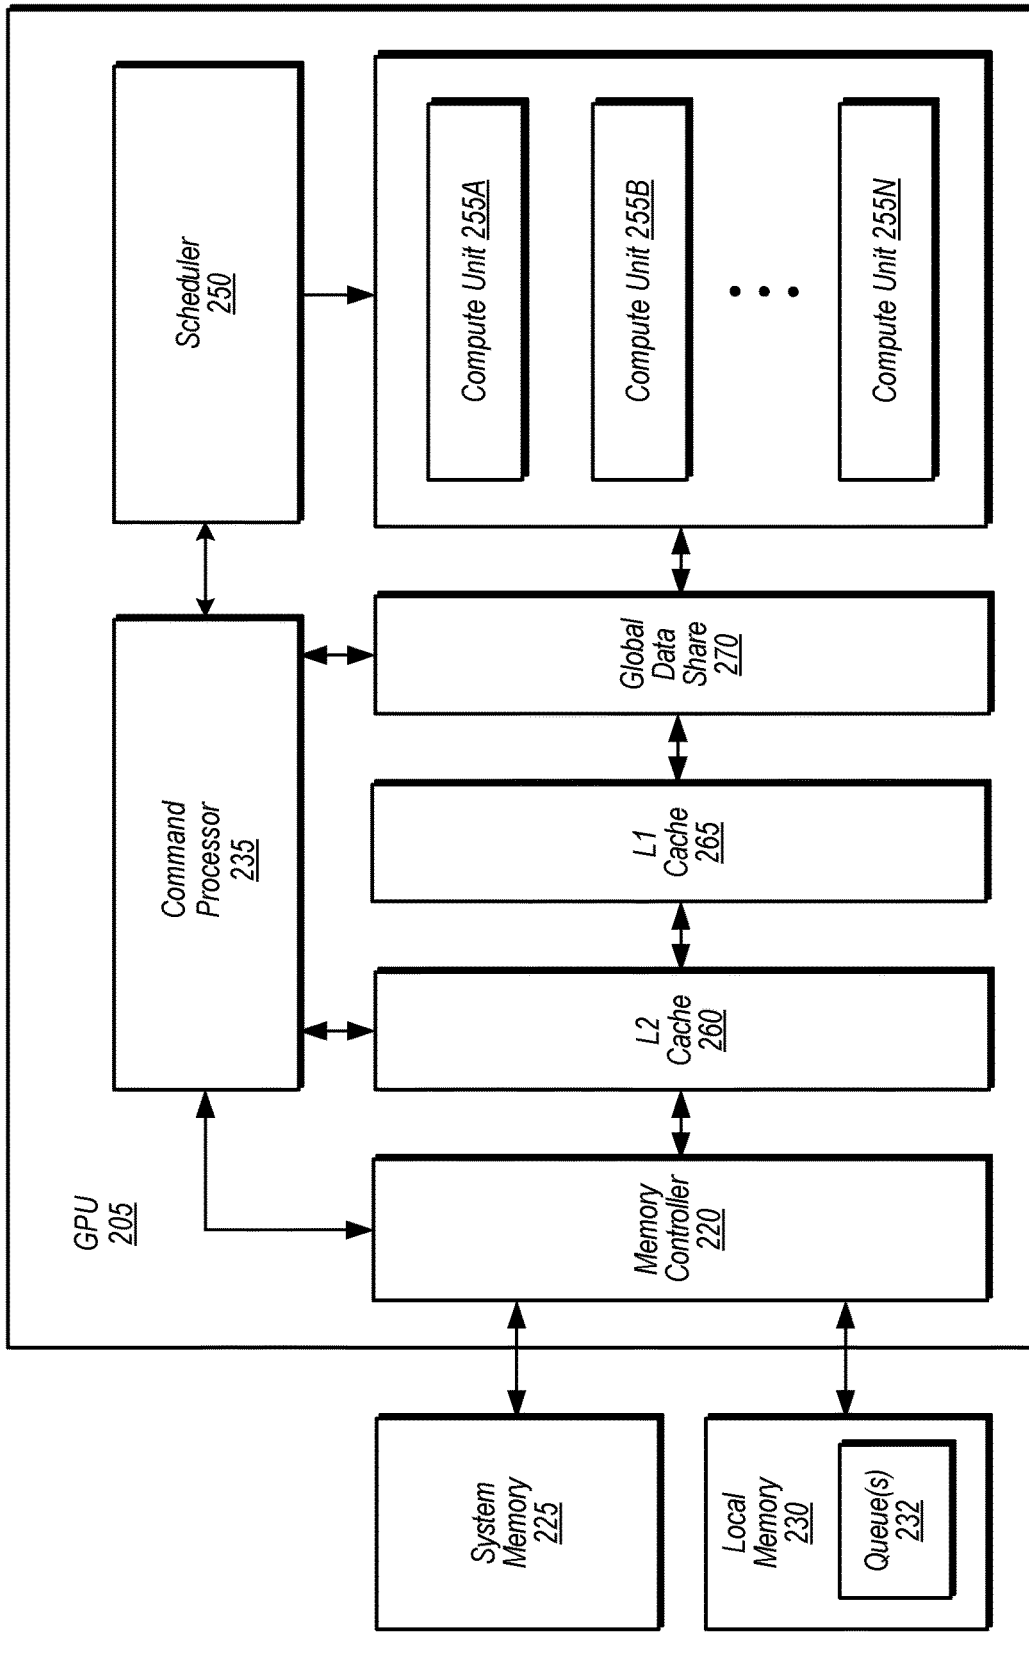 GPU
205
Command
Processor
235
Scheduler
250
System
Memory
225
Memory
Controller
220
L2
Cache
260
L1
Cache
265
Global
Data
Share
270
Compute Unit 255A
Compute Unit 255B
Compute Unit 255N
Local
Memory
230
Queue(s)
232